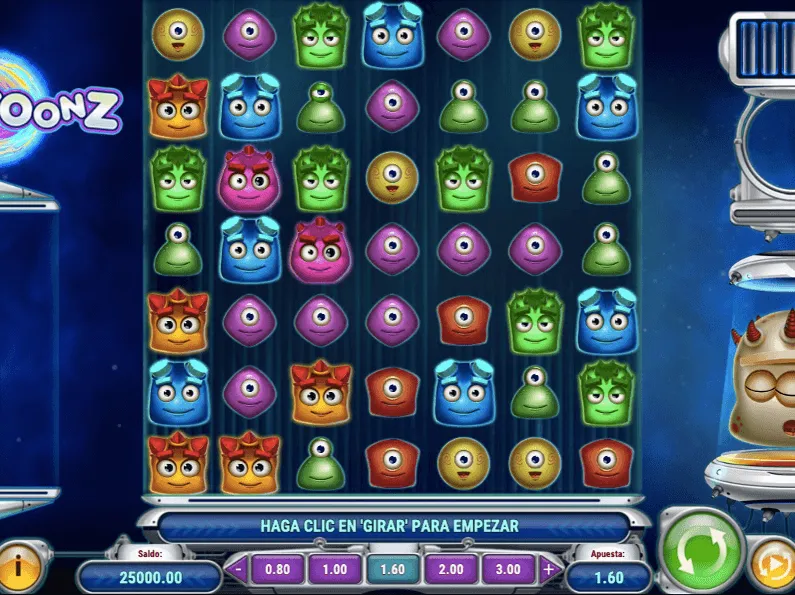 TOONZ
HAGA CLIC EN 'GIRAR' PARA EMPEZAR
Saldo:
25000.00
- 0.80 1.00 1.60 2.00 3.00 +
Apuesta:
1.60
i